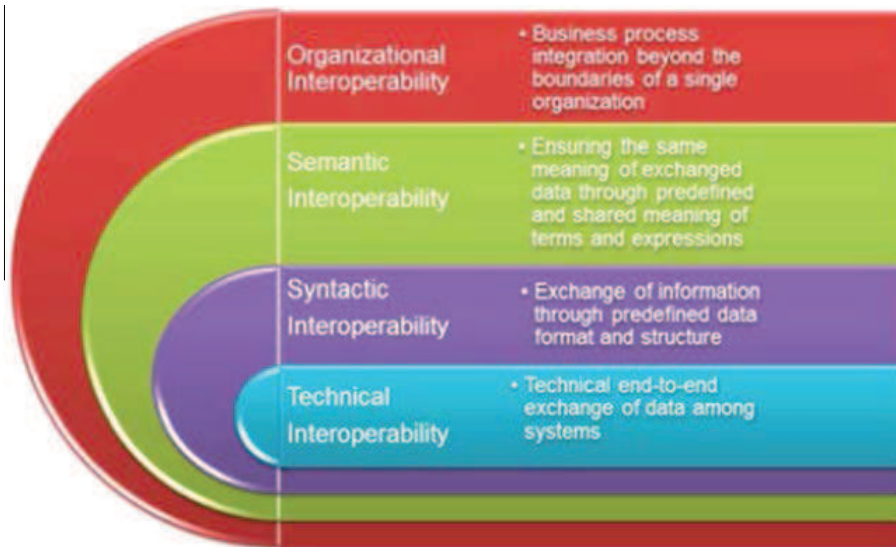 Organizational
Interoperability
• Business process
integration beyond the
boundaries of a single
organization
Semantic
Interoperability
• Ensuring the same
meaning of exchanged
data through predefined
and shared meaning of
terms and expressions
Syntactic
Interoperability
• Exchange of information
through predefined data
format and structure
Technical
Interoperability
• Technical end-to-end
exchange of data among
systems